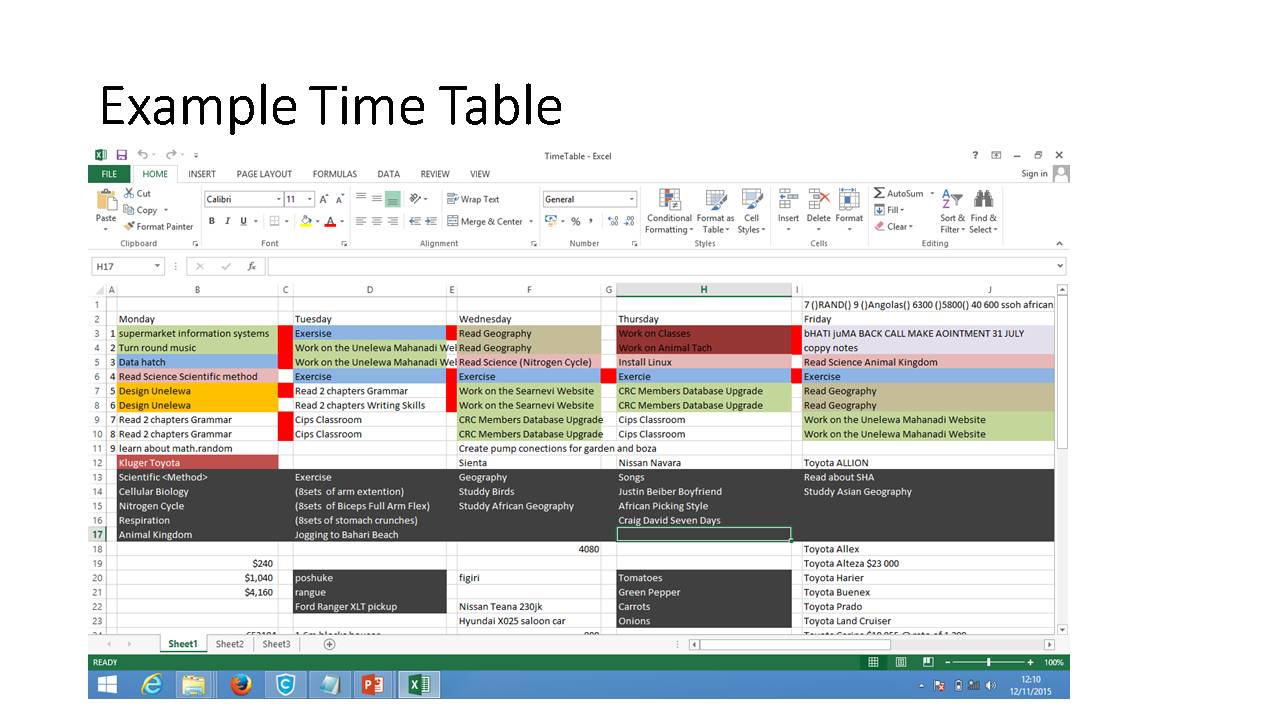 Example Time Table
TimeTable - Excel
FILE HOME INSERT PAGE LAYOUT FORMULAS DATA REVIEW VIEW Sign in
Cut
Copy
Format Painter
Paste
Calibri 11
B I U
Wrap Text
Merge & Center
General
Conditional Formatting
Format as Table
Cell Styles
Insert Delete Format
AutoSum
Fill
Clear
Sort & Filter
Find & Select
Clipboard Font Alignment Number Styles Cells Editing
H17 fx
A B C D E F G H I J
1 7 ()RAND() 9 ()Angolas() 6300 ()5800() 40 600 ssoh african
2 Monday Tuesday Wednesday Thursday Friday
3 1 supermarket information systems Exersise Read Geography Work on Classes bHATI juMA BACK CALL MAKE AOINTMENT 31 JULY
4 2 Turn round music Work on the Unelewa Mahanadi Wel Read Geography Work on Animal Tach coppy notes
5 3 Data hatch Work on the Unelewa Mahanadi Wel Read Science (Nitrogen Cycle) Install Linux Read Science Animal Kingdom
6 4 Read Science Scientific method Exercise Exercise Exercie Exercise
7 5 Design Unelewa Read 2 chapters Grammar Work on the Searnevi Website CRC Members Database Upgrade Read Geography
8 6 Design Unelewa Read 2 chapters Writing Skills Work on the Searnevi Website CRC Members Database Upgrade Read Geography
9 7 Read 2 chapters Grammar Cips Classroom CRC Members Database Upgrade Cips Classroom Work on the Unelewa Mahanadi Website
10 8 Read 2 chapters Grammar Cips Classroom CRC Members Database Upgrade Cips Classroom Work on the Unelewa Mahanadi Website
11 9 learn about math.random Create pump conections for garden and boza
12 Kluger Toyota Sienta Nissan Navara Toyota ALLION
13 Scientific <Method> Exercise Geography Songs Read about SHA
14 Cellular Biology (8sets of arm extention) Studdy Birds Justin Beiber Boyfriend Studdy Asian Geography
15 Nitrogen Cycle (8sets of Biceps Full Arm Flex) Studdy African Geography African Picking Style
16 Respiration (8sets of stomach crunches) Craig David Seven Days
17 Animal Kingdom Jogging to Bahari Beach
18 4080 Toyota Allex
19 $240 Toyota Alteza $23 000
20 $1,040 poshuke figiri Tomatoes Toyota Harier
21 $4,160 rangue Green Pepper Toyota Buenex
22 Ford Ranger XLT pickup Nissan Teana 230jk Carrots Toyota Prado
23 Hyundai X025 saloon car Onions Toyota Land Cruiser
Sheet1 Sheet2 Sheet3
READY 100%
12:10
12/11/2015